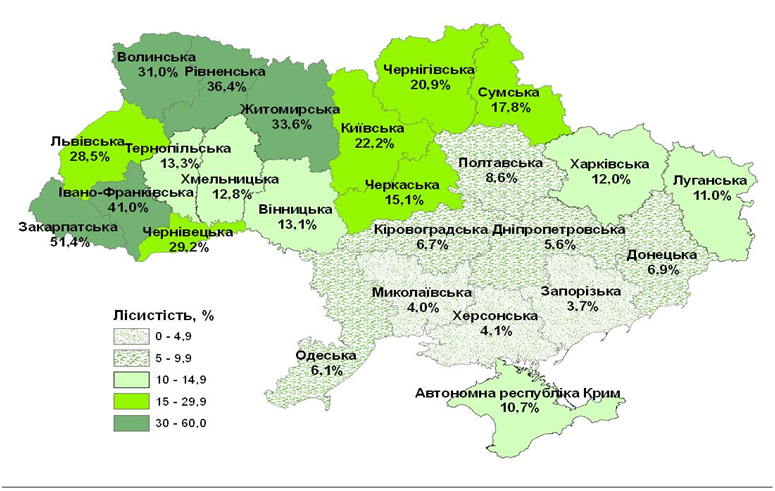 Волинська
31,0%
Рівненська
36,4%
Житомирська
33,6%
Чернігівська
20,9%
Сумська
17,8%
Київська
22,2%
Львівська
28,5%
Тернопільська
13,3%
Хмельницька
12,8%
Івано-Франківська
41,0%
Закарпатська
51,4%
Чернівецька
29,2%
Вінницька
13,1%
Черкаська
15,1%
Полтавська
8,6%
Харківська
12,0%
Луганська
11,0%
Кіровоградська
6,7%
Дніпропетровська
5,6%
Донецька
6,9%
Миколаївська
4,0%
Херсонська
4,1%
Запорізька
3,7%
Одеська
6,1%
Автономна республіка Крим
10,7%
Лісистість, %
0 - 4,9
5 - 9,9
10 - 14,9
15 - 29,9
30 - 60,0